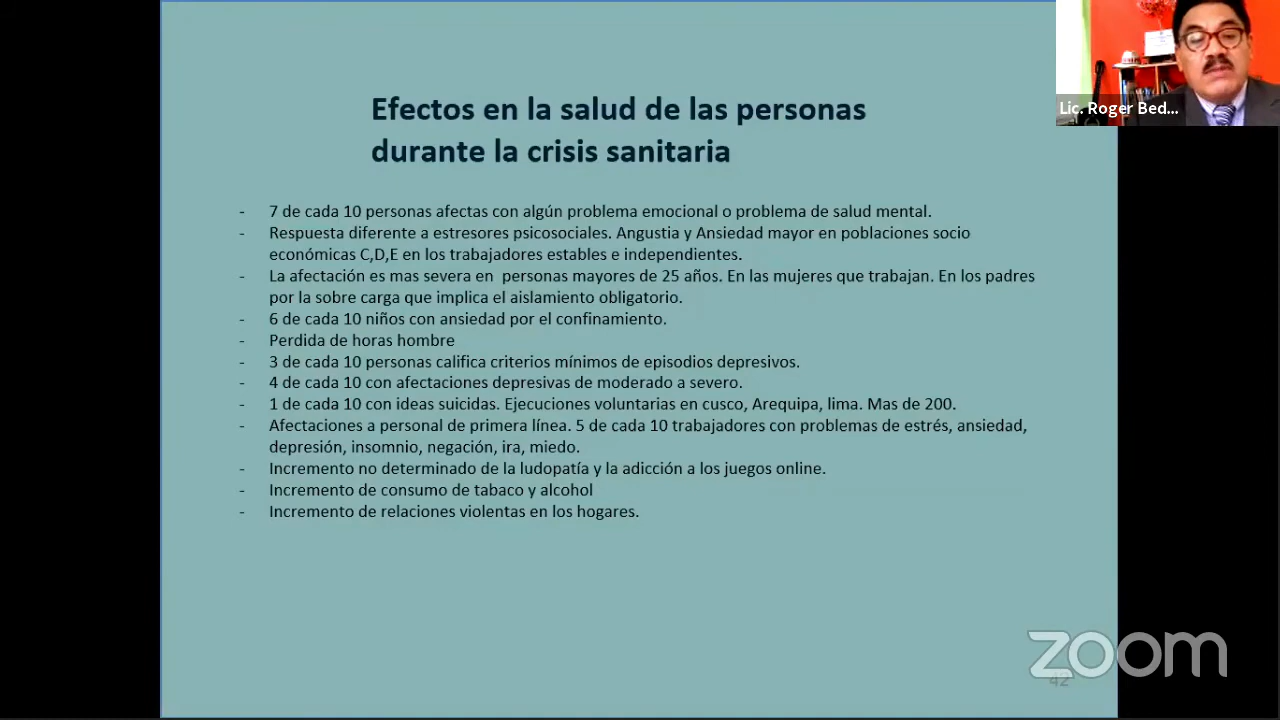 Efectos en la salud de las personas
durante la crisis sanitaria
- 7 de cada 10 personas afectas con algún problema emocional o problema de salud mental.
- Respuesta diferente a estresores psicosociales. Angustia y Ansiedad mayor en poblaciones socio
económicas C,D,E en los trabajadores estables e independientes.
- La afectación es mas severa en personas mayores de 25 años. En las mujeres que trabajan. En los padres
por la sobre carga que implica el aislamiento obligatorio.
- 6 de cada 10 niños con ansiedad por el confinamiento.
- Perdida de horas hombre
- 3 de cada 10 personas califica criterios mínimos de episodios depresivos.
- 4 de cada 10 con afectaciones depresivas de moderado a severo.
- 1 de cada 10 con ideas suicidas. Ejecuciones voluntarias en cusco, Arequipa, lima. Mas de 200.
- Afectaciones a personal de primera línea. 5 de cada 10 trabajadores con problemas de estrés, ansiedad,
depresión, insomnio, negación, ira, miedo.
- Incremento no determinado de la ludopatía y la adicción a los juegos online.
- Incremento de consumo de tabaco y alcohol
- Incremento de relaciones violentas en los hogares.
Lic. Roger Bed...
zoom
42